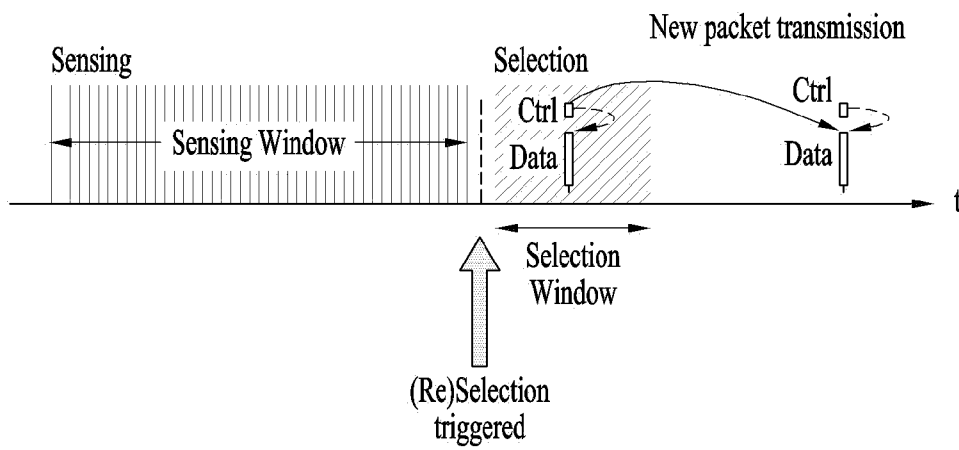 New packet transmission
Sensing
Selection
Ctrl
Ctrl
Sensing Window
Data
Data
t
Selection
Window
(Re)Selection
triggered